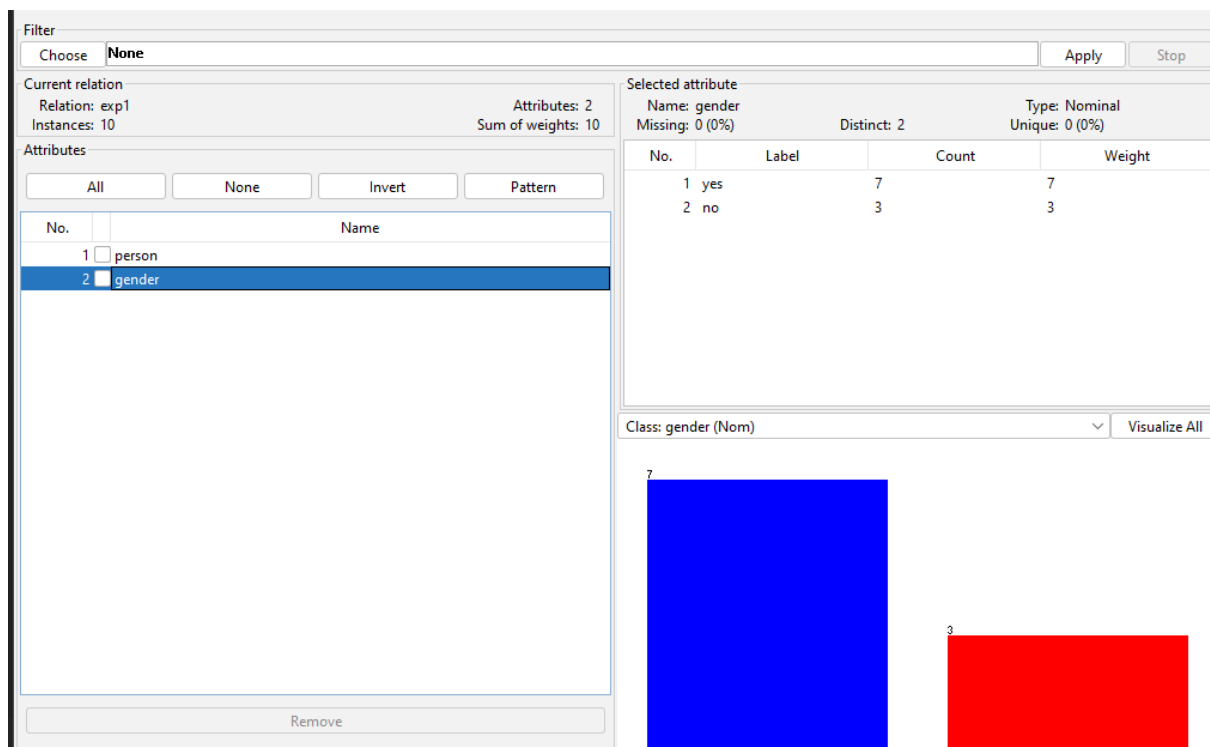 Filter
Choose None Apply Stop
Current relation
Relation: exp1 Attributes: 2
Instances: 10 Sum of weights: 10
Attributes
All None Invert Pattern
No. Name
1 person
2 gender
Remove
Selected attribute
Name: gender Type: Nominal
Missing: 0 (0%) Distinct: 2 Unique: 0 (0%)
No. Label Count Weight
1 yes 7 7
2 no 3 3
Class: gender (Nom) Visualize All
7
3